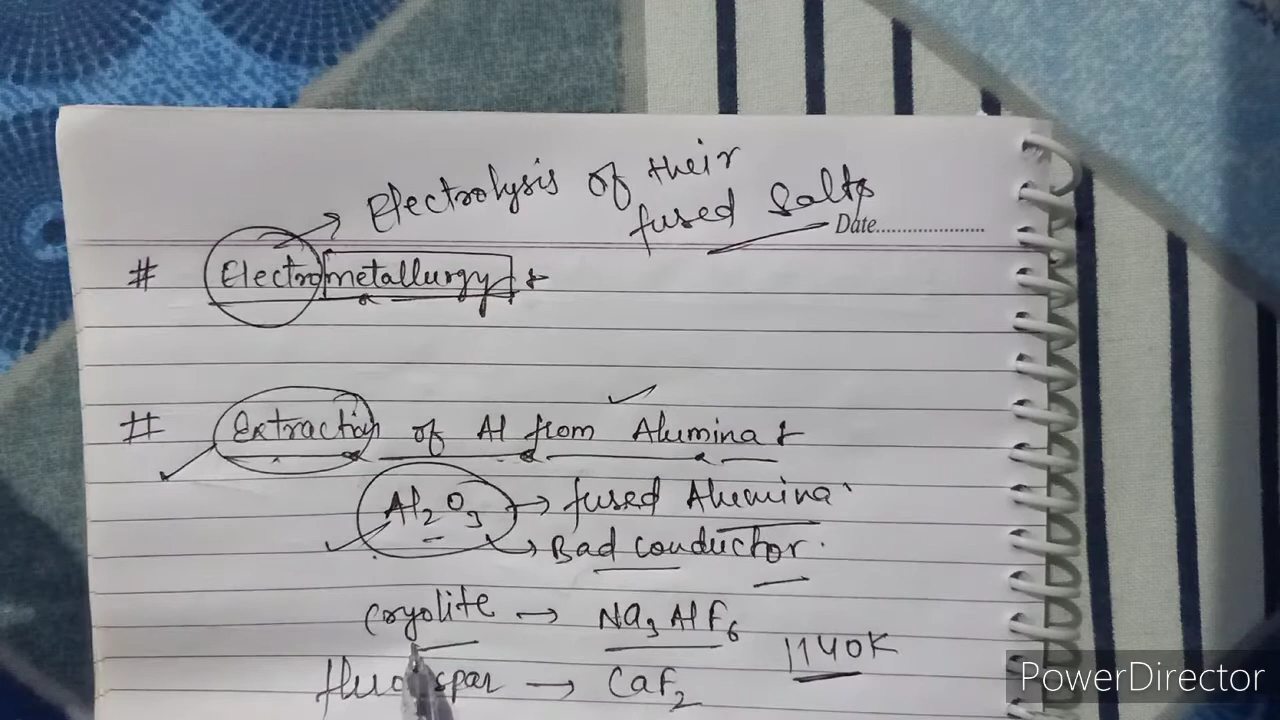 Electrolysis of their
fused Salts
Date.....................
# Electrometallurgy :-
# Extraction of Al from Alumina :-
Al2O3 → fused Alumina
→ Bad conductor.
Cryolite → Na3AlF6
1140K
fluorspar → CaF2
PowerDirector